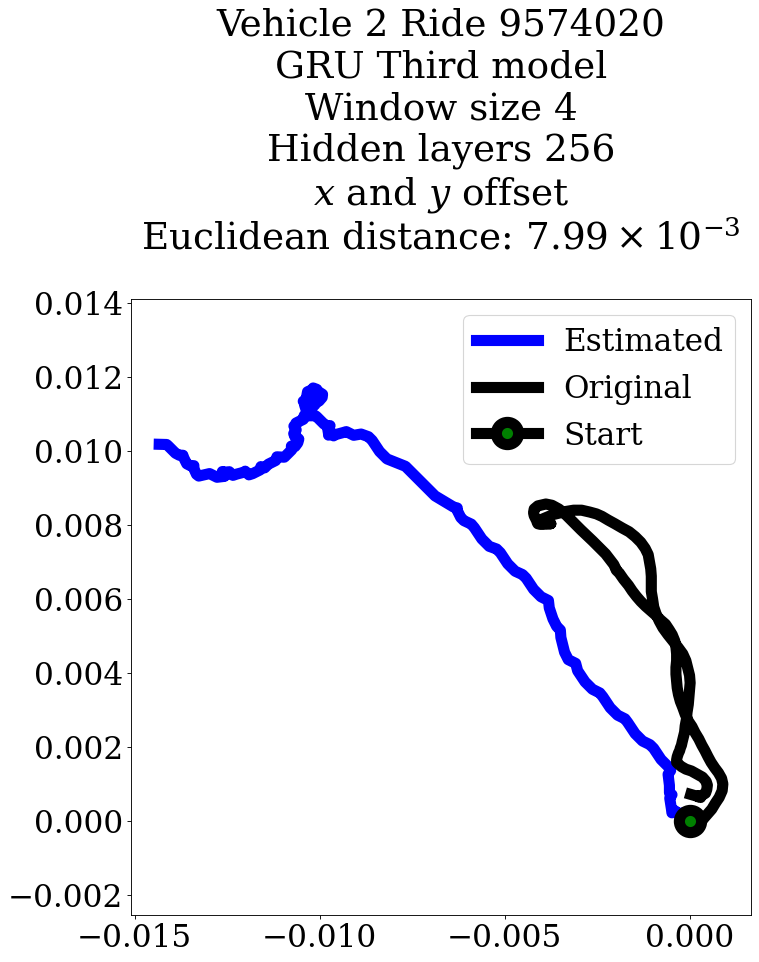 Vehicle 2 Ride 9574020
GRU Third model
Window size 4
Hidden layers 256
x and y offset
Euclidean distance: 7.99 × 10⁻³
Estimated
Original
Start
0.014
0.012
0.010
0.008
0.006
0.004
0.002
0.000
−0.002
−0.015 −0.010 −0.005 0.000